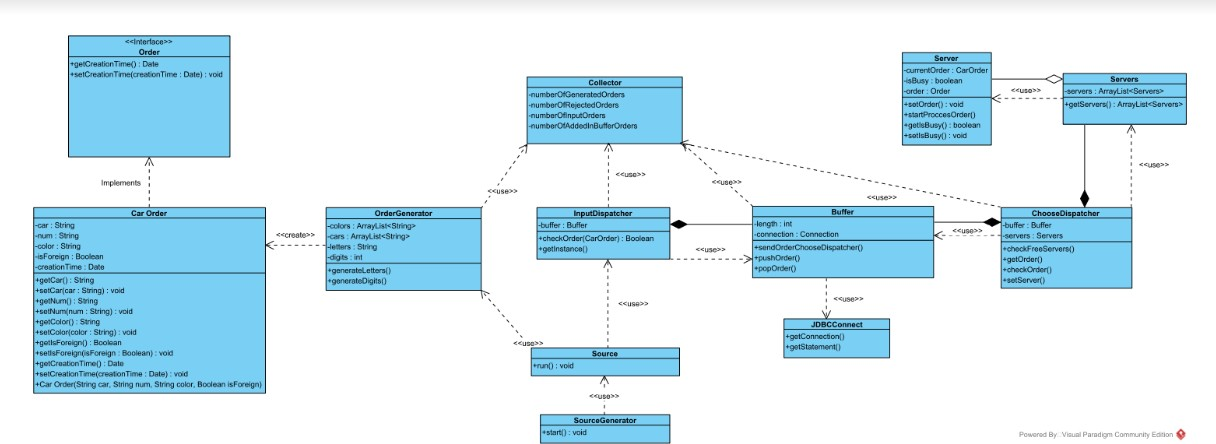 <<Interface>>
Order
+getCreationTime() : Date
+setCreationTime(creationTime : Date) : void
Implements
Car Order
-car : String
-num : String
-color : String
-isForeign : Boolean
-creationTime : Date
+getCar() : String
+setCar(car : String) : void
+getNum() : String
+setNum(num : String) : void
+getColor() : String
+setColor(color : String) : void
+getIsForeign() : Boolean
+setIsForeign(isForeign : Boolean) : void
+getCreationTime() : Date
+setCreationTime(creationTime : Date) : void
+Car Order(String car, String num, String color, Boolean isForeign)
<<create>>
OrderGenerator
-colors : ArrayList<String>
-cars : ArrayList<String>
-letters : String
-digits : int
+generateLetters()
+generateDigits()
<<use>>
Collector
-numberOfGeneratedOrders
-numberOfRejectedOrders
-numberOfInputOrders
-numberOfAddedInBufferOrders
<<use>>
<<use>>
<<use>>
InputDispatcher
-buffer : Buffer
+checkOrder(CarOrder) : Boolean
+getInstance()
<<use>>
<<use>>
<<use>>
Source
+run() : void
<<use>>
SourceGenerator
+start() : void
Buffer
-length : int
-connection : Connection
+sendOrderChooseDispatcher()
+pushOrder()
+popOrder()
<<use>>
JDBCConnect
+getConnection()
+getStatement()
<<use>>
ChooseDispatcher
-buffer : Buffer
-servers : Servers
+checkFreeServers()
+getOrder()
+checkOrder()
+setServer()
<<use>>
Server
-currentOrder : CarOrder
-isBusy : boolean
-order : Order
+setOrder() : void
+startProccesOrder()
+getIsBusy() : boolean
+setIsBusy() : void
<<use>>
Servers
-servers : ArrayList<Servers>
+getServers() : ArrayList<Servers>
Powered By: Visual Paradigm Community Edition